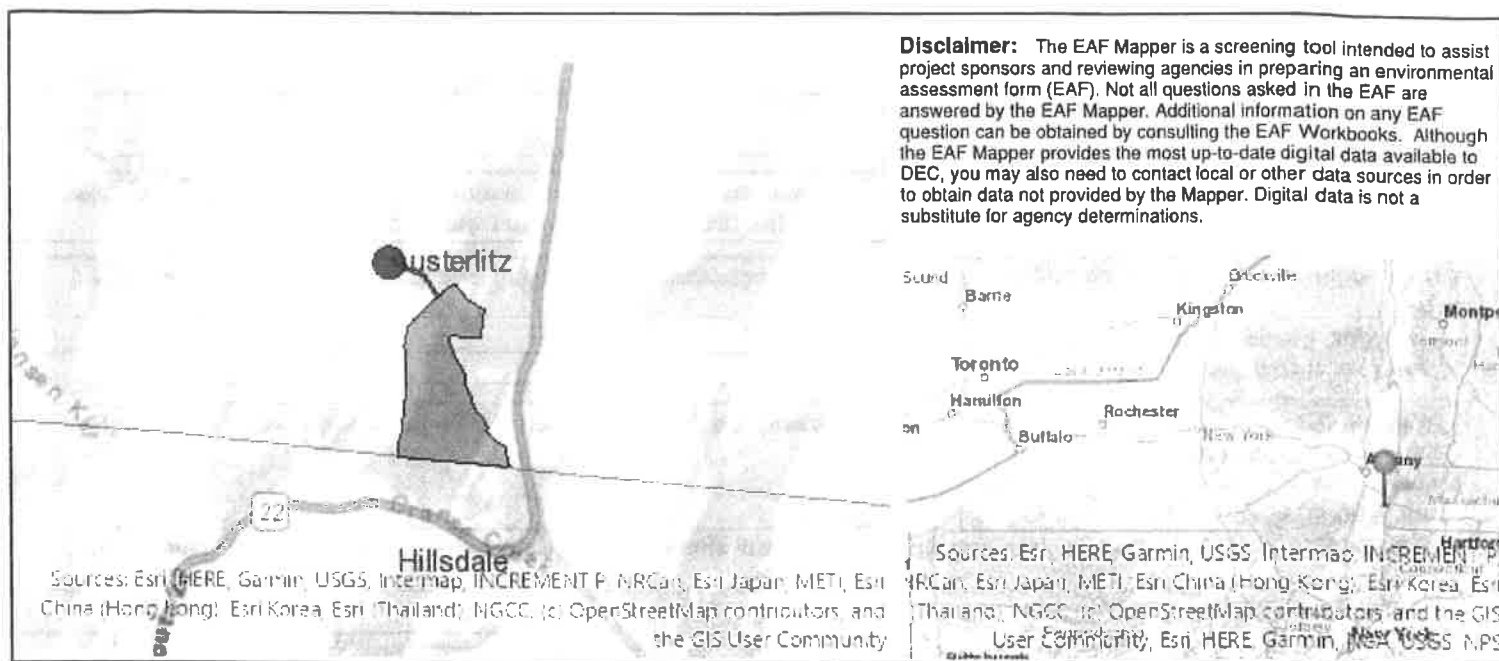 Disclaimer: The EAF Mapper is a screening tool intended to assist
project sponsors and reviewing agencies in preparing an environmental
assessment form (EAF). Not all questions asked in the EAF are
answered by the EAF Mapper. Additional information on any EAF
question can be obtained by consulting the EAF Workbooks. Although
the EAF Mapper provides the most up-to-date digital data available to
DEC, you may also need to contact local or other data sources in order
to obtain data not provided by the Mapper. Digital data is not a
substitute for agency determinations.
usterlitz
22
Hillsdale
Sources: Esri, HERE, Garmin, USGS, Intermap, INCREMENT P, NRCan, Esri Japan, METI, Esri
China (Hong Kong), Esri Korea, Esri (Thailand), NGCC, (c) OpenStreetMap contributors, and
the GIS User Community
Barrie
Kingston
Montpe
Toronto
Hamilton
Rochester
on
Buffalo
New York
A any
Hartford
Sources: Esri, HERE, Garmin, USGS, Intermap, INCREMENT P,
NRCan, Esri Japan, METI, Esri China (Hong Kong), Esri Korea, Esri
(Thailand), NGCC, (c) OpenStreetMap contributors, and the GIS
User Community, Esri, HERE, Garmin, USGS, NPS
New York